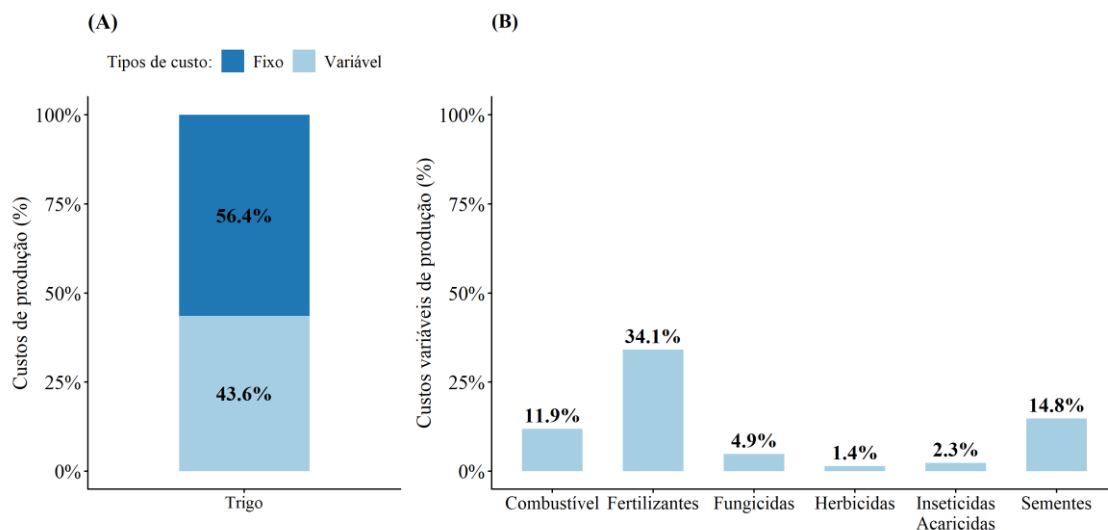 (A)
Tipos de custo: Fixo Variável
Custos de produção (%)
100%
75%
50%
25%
0%
56.4%
43.6%
Trigo
(B)
Custos variáveis de produção (%)
100%
75%
50%
25%
0%
11.9%
34.1%
4.9%
1.4%
2.3%
14.8%
Combustível Fertilizantes Fungicidas Herbicidas Inseticidas Sementes
Acaricidas